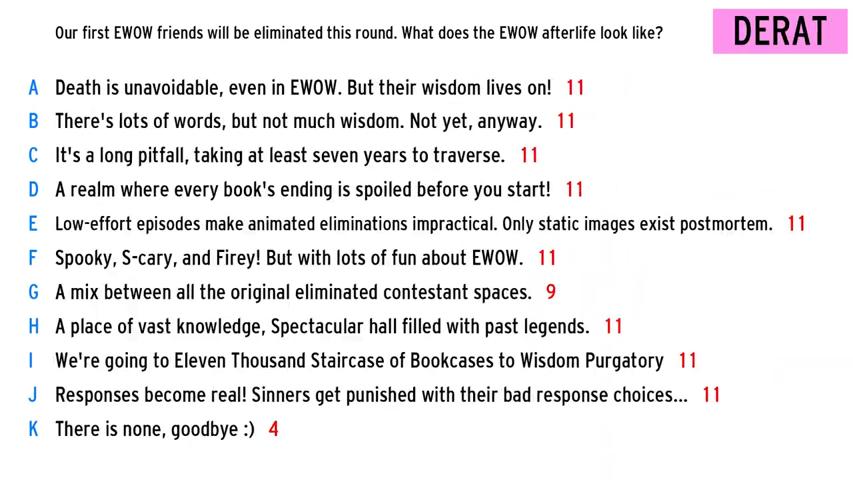 Our first EWOW friends will be eliminated this round. What does the EWOW afterlife look like?
DERAT
A Death is unavoidable, even in EWOW. But their wisdom lives on! 11
B There's lots of words, but not much wisdom. Not yet, anyway. 11
C It's a long pitfall, taking at least seven years to traverse. 11
D A realm where every book's ending is spoiled before you start! 11
E Low-effort episodes make animated eliminations impractical. Only static images exist postmortem. 11
F Spooky, S-cary, and Firey! But with lots of fun about EWOW. 11
G A mix between all the original eliminated contestant spaces. 9
H A place of vast knowledge, Spectacular hall filled with past legends. 11
I We're going to Eleven Thousand Staircase of Bookcases to Wisdom Purgatory 11
J Responses become real! Sinners get punished with their bad response choices... 11
K There is none, goodbye :) 4